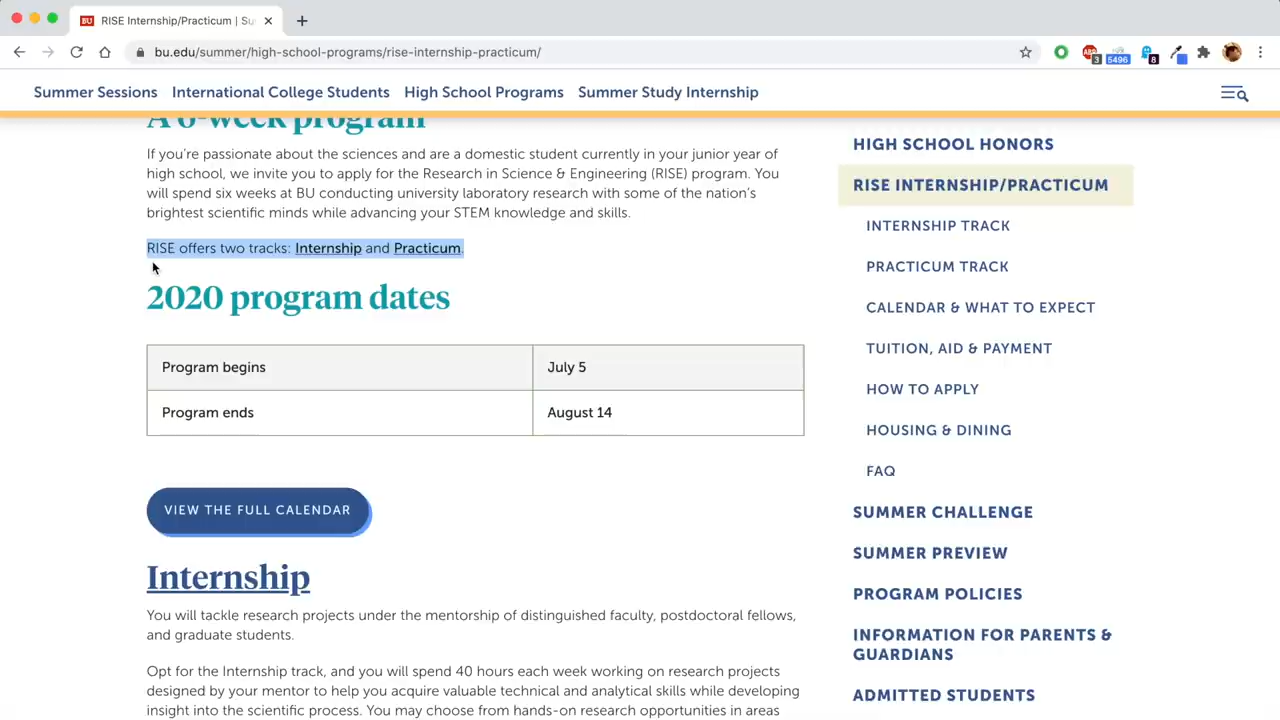 RISE Internship/Practicum | Su
bu.edu/summer/high-school-programs/rise-internship-practicum/
3
5496
8
Summer Sessions International College Students High School Programs Summer Study Internship
A 6-week program
If you're passionate about the sciences and are a domestic student currently in your junior year of
high school, we invite you to apply for the Research in Science & Engineering (RISE) program. You
will spend six weeks at BU conducting university laboratory research with some of the nation's
brightest scientific minds while advancing your STEM knowledge and skills.
RISE offers two tracks: Internship and Practicum.
2020 program dates
Program begins July 5
Program ends August 14
VIEW THE FULL CALENDAR
Internship
You will tackle research projects under the mentorship of distinguished faculty, postdoctoral fellows,
and graduate students.
Opt for the Internship track, and you will spend 40 hours each week working on research projects
designed by your mentor to help you acquire valuable technical and analytical skills while developing
insight into the scientific process. You may choose from hands-on research opportunities in areas
HIGH SCHOOL HONORS
RISE INTERNSHIP/PRACTICUM
INTERNSHIP TRACK
PRACTICUM TRACK
CALENDAR & WHAT TO EXPECT
TUITION, AID & PAYMENT
HOW TO APPLY
HOUSING & DINING
FAQ
SUMMER CHALLENGE
SUMMER PREVIEW
PROGRAM POLICIES
INFORMATION FOR PARENTS &
GUARDIANS
ADMITTED STUDENTS